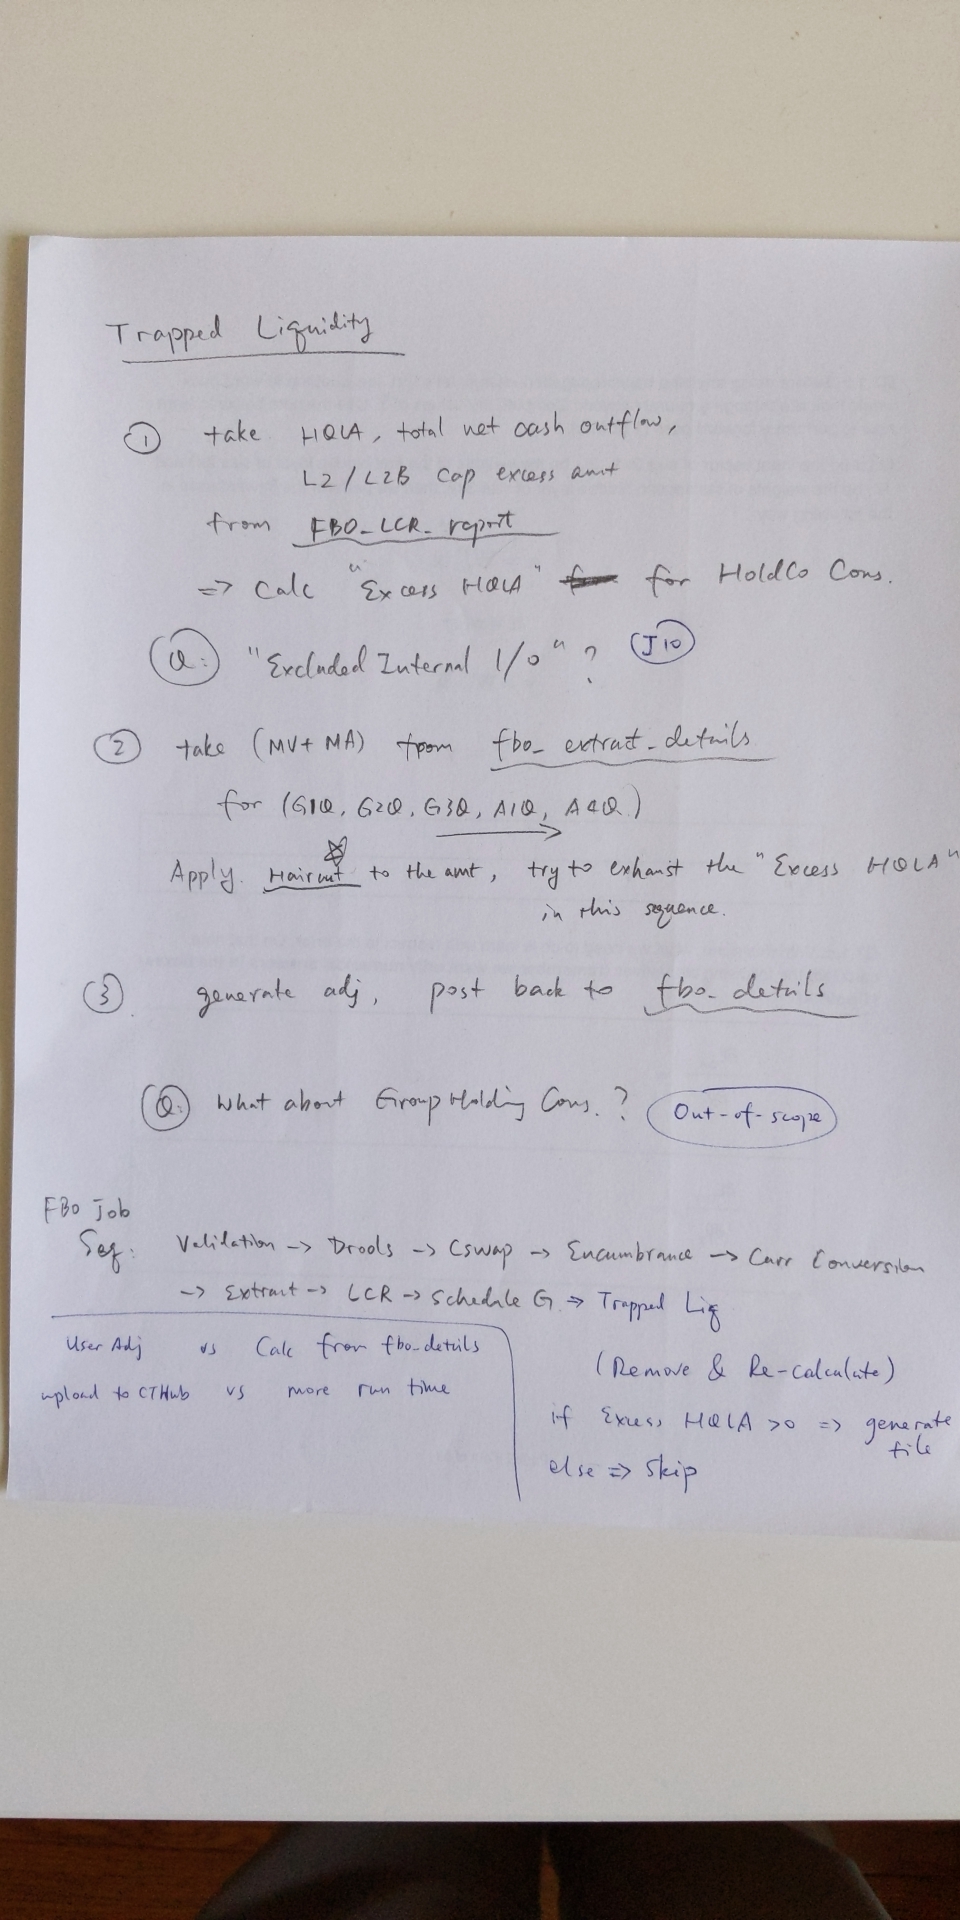 Trapped Liquidity
① take HQLA, total net cash outflow,
L2/L2B cap excess amt
from FBO_LCR_report
=> Calc "Excess HQLA" for HoldCo Cons.
Q: "Excluded Internal I/O"? J10
② take (MV+MA) from fbo_extract_details
for (G1Q, G2Q, G3Q, A1Q, A4Q)
Apply Haircut to the amt, try to exhaust the "Excess HQLA"
in this sequence.
③ generate adj, post back to fbo_details
Q: What about Group Holding Cons.? Out-of-scope
FBO Job
Seq: Validation -> Drools -> Cswap -> Encumbrance -> Curr Conversion
-> Extract -> LCR -> Schedule G => Trapped Liq
User Adj vs Calc from fbo_details
upload to CTHub vs more run time
(Remove & Re-calculate)
if Excess HQLA >0 => generate
file
else => skip